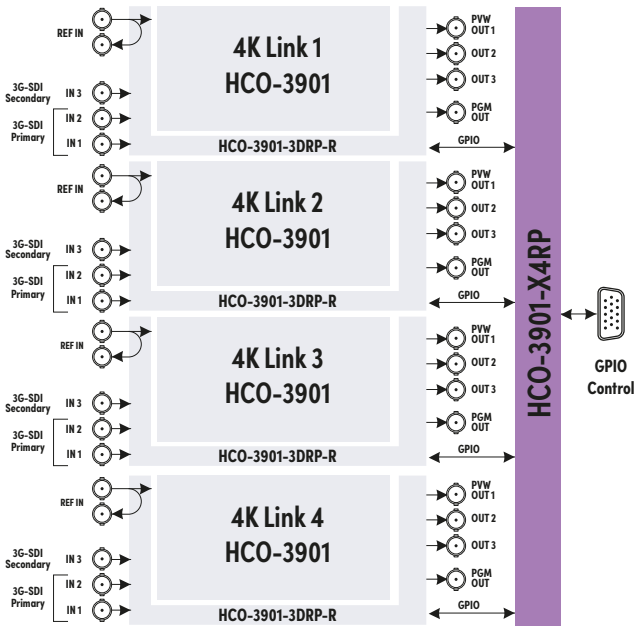 REF IN
4K Link 1
HCO-3901
3G-SDI
Secondary
IN 3
3G-SDI
Primary
IN 2
IN 1
HCO-3901-3DRP-R
PVW
OUT 1
OUT 2
OUT 3
PGM
OUT
GPIO
REF IN
4K Link 2
HCO-3901
3G-SDI
Secondary
IN 3
3G-SDI
Primary
IN 2
IN 1
HCO-3901-3DRP-R
PVW
OUT 1
OUT 2
OUT 3
PGM
OUT
GPIO
REF IN
4K Link 3
HCO-3901
3G-SDI
Secondary
IN 3
3G-SDI
Primary
IN 2
IN 1
HCO-3901-3DRP-R
PVW
OUT 1
OUT 2
OUT 3
PGM
OUT
GPIO
REF IN
4K Link 4
HCO-3901
3G-SDI
Secondary
IN 3
3G-SDI
Primary
IN 2
IN 1
HCO-3901-3DRP-R
PVW
OUT 1
OUT 2
OUT 3
PGM
OUT
GPIO
HCO-3901-X4RP
GPIO
Control